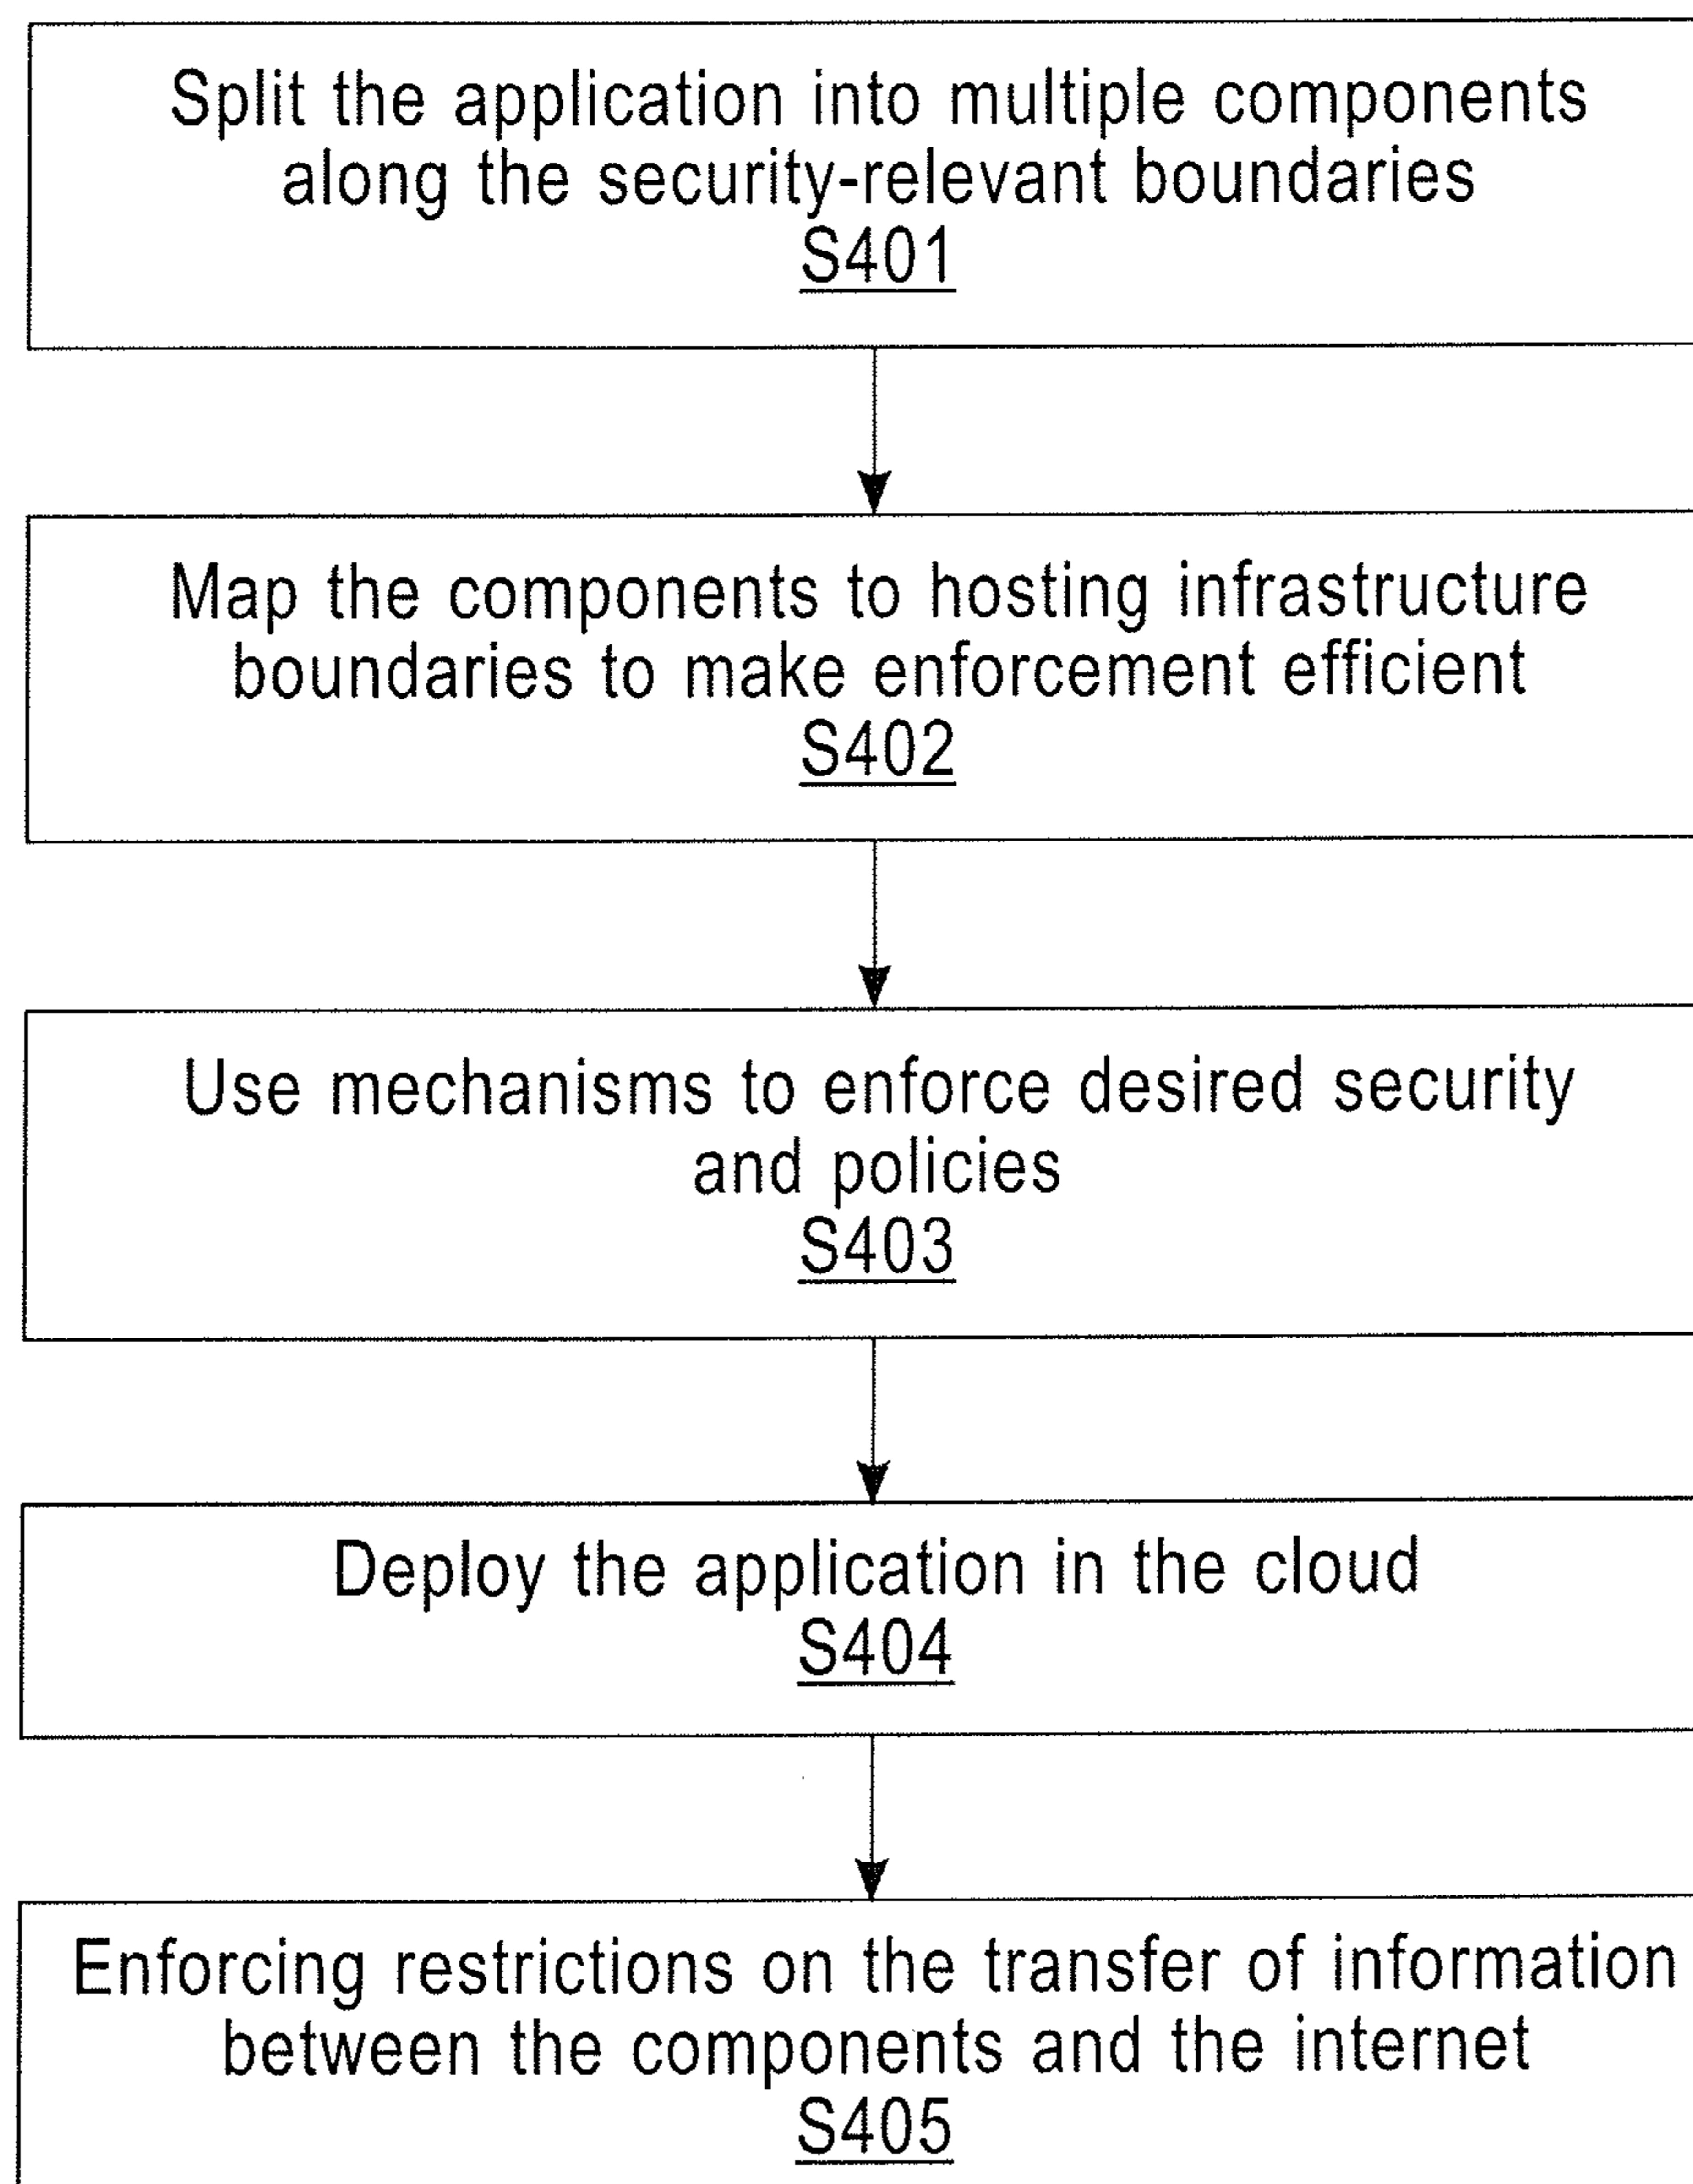 Split the application into multiple components
along the security-relevant boundaries
S401
Map the components to hosting infrastructure
boundaries to make enforcement efficient
S402
Use mechanisms to enforce desired security
and policies
S403
Deploy the application in the cloud
S404
Enforcing restrictions on the transfer of information
between the components and the internet
S405